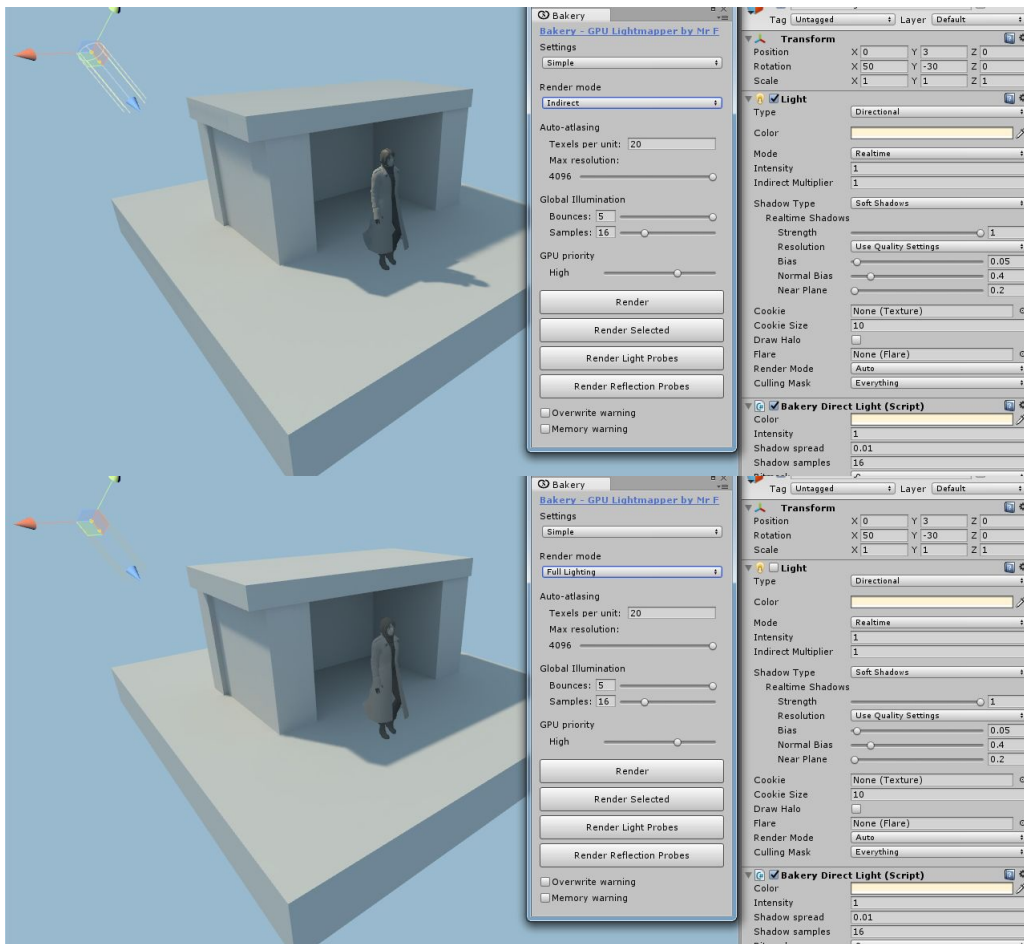 Bakery
Bakery - GPU Lightmapper by Mr F
Settings
Simple
Render mode
Indirect
Auto-atlasing
Texels per unit: 20
Max resolution:
4096
Global Illumination
Bounces: 5
Samples: 16
GPU priority
High
Render
Render Selected
Render Light Probes
Render Reflection Probes
Overwrite warning
Memory warning
Tag Untagged Layer Default
Transform
Position X 0 Y 3 Z 0
Rotation X 50 Y -30 Z 0
Scale X 1 Y 1 Z 1
Light
Type Directional
Color
Mode Realtime
Intensity 1
Indirect Multiplier 1
Shadow Type Soft Shadows
Realtime Shadows
Strength 1
Resolution Use Quality Settings
Bias 0.05
Normal Bias 0.4
Near Plane 0.2
Cookie None (Texture)
Cookie Size 10
Draw Halo
Flare None (Flare)
Render Mode Auto
Culling Mask Everything
Bakery Direct Light (Script)
Color
Intensity 1
Shadow spread 0.01
Shadow samples 16
Bakery
Bakery - GPU Lightmapper by Mr F
Settings
Simple
Render mode
Full Lighting
Auto-atlasing
Texels per unit: 20
Max resolution:
4096
Global Illumination
Bounces: 5
Samples: 16
GPU priority
High
Render
Render Selected
Render Light Probes
Render Reflection Probes
Overwrite warning
Memory warning
Tag Untagged Layer Default
Transform
Position X 0 Y 3 Z 0
Rotation X 50 Y -30 Z 0
Scale X 1 Y 1 Z 1
Light
Type Directional
Color
Mode Realtime
Intensity 1
Indirect Multiplier 1
Shadow Type Soft Shadows
Realtime Shadows
Strength 1
Resolution Use Quality Settings
Bias 0.05
Normal Bias 0.4
Near Plane 0.2
Cookie None (Texture)
Cookie Size 10
Draw Halo
Flare None (Flare)
Render Mode Auto
Culling Mask Everything
Bakery Direct Light (Script)
Color
Intensity 1
Shadow spread 0.01
Shadow samples 16